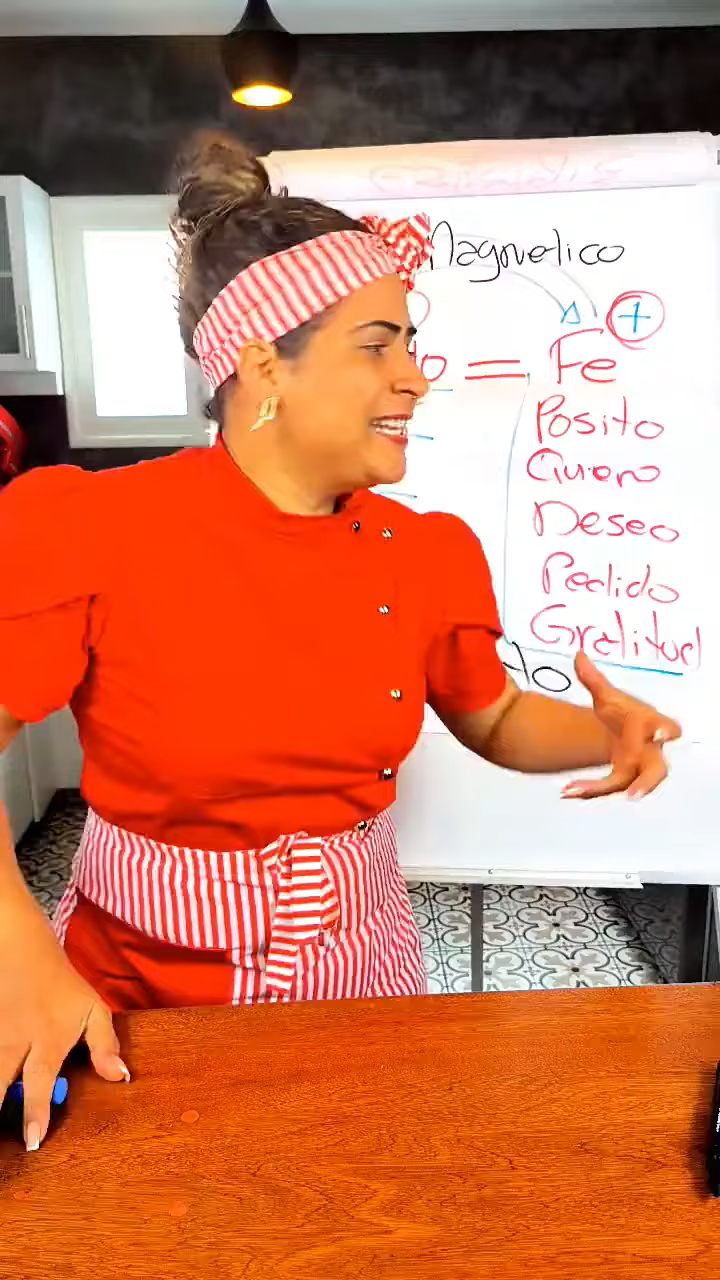 Magnetico
+
= Fe
Posito
Quiero
Deseo
Pedido
Gratitud